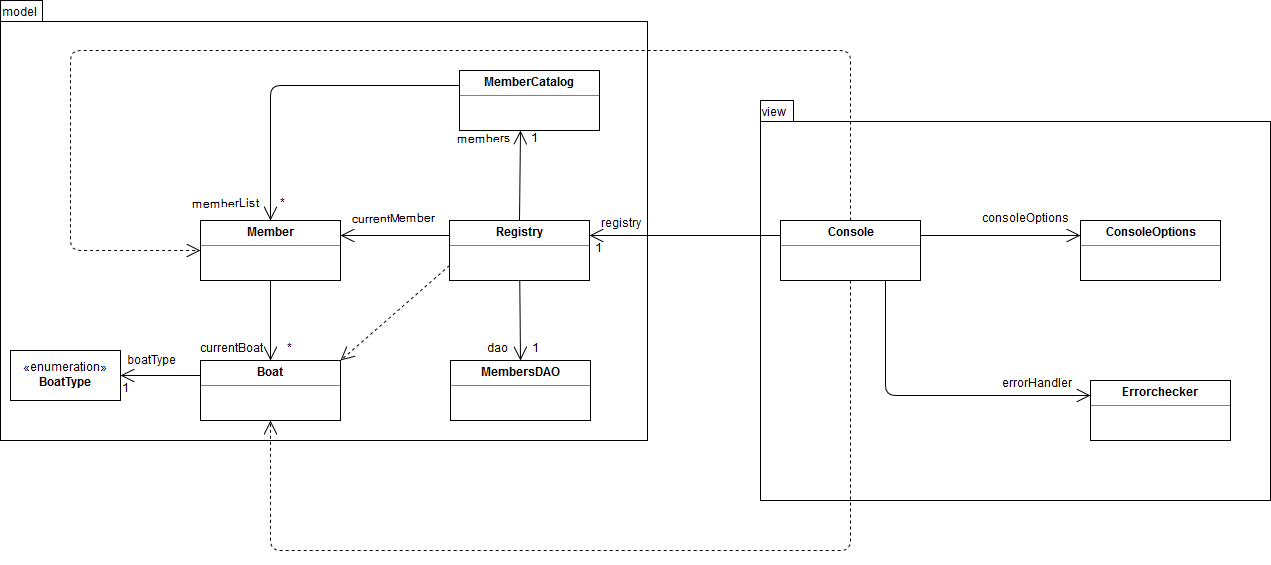 model
MemberCatalog
view
members 1
memberList *
currentMember
registry
consoleOptions
Member
Registry
Console
ConsoleOptions
1
currentBoat *
dao 1
boatType
«enumeration»
BoatType
1
Boat
MembersDAO
errorHandler
Errorchecker